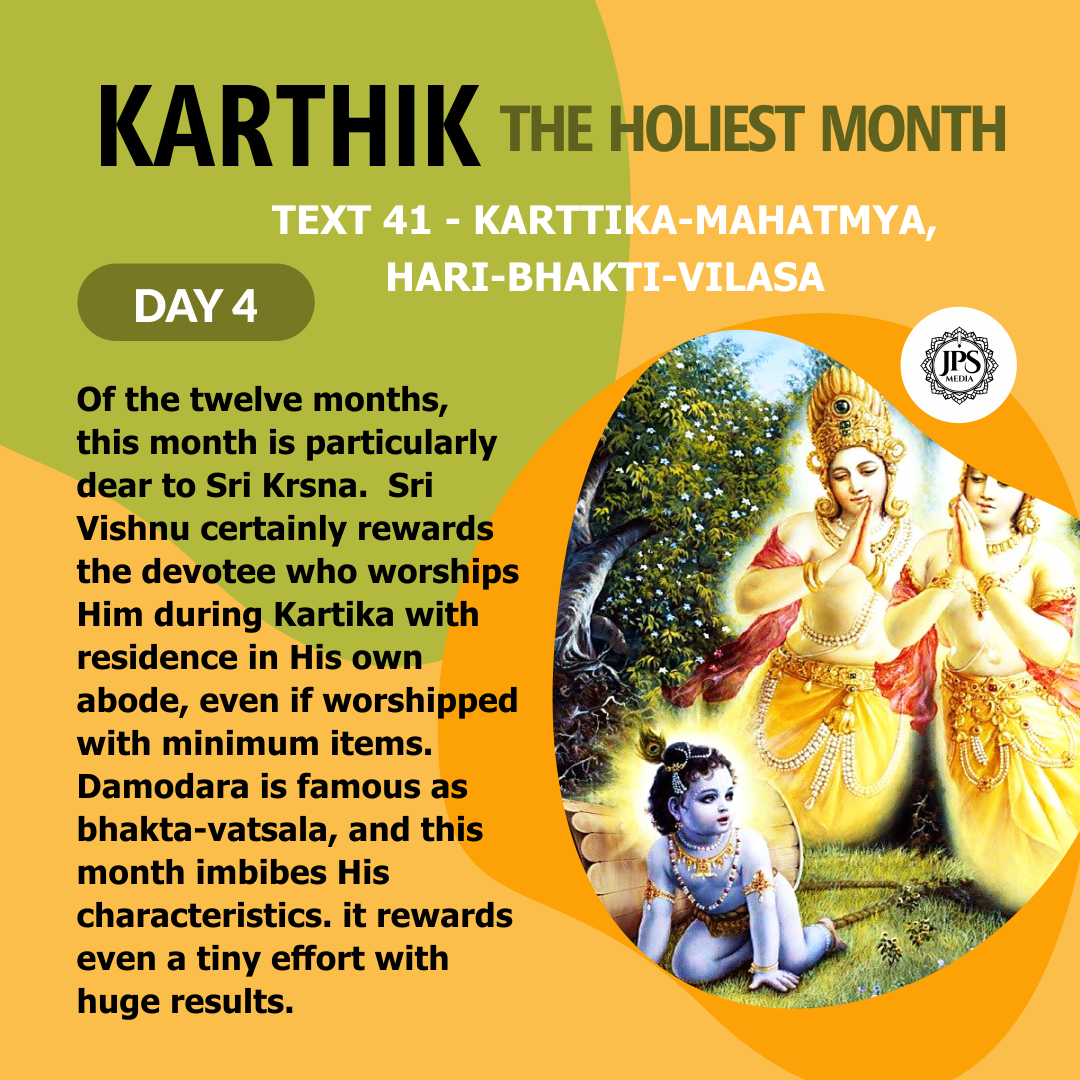 KARTHIK THE HOLIEST MONTH
TEXT 41 - KARTTIKA-MAHATMYA,
HARI-BHAKTI-VILASA
DAY 4
JPS
MEDIA
Of the twelve months,
this month is particularly
dear to Sri Krsna.  Sri
Vishnu certainly rewards
the devotee who worships
Him during Kartika with
residence in His own
abode, even if worshipped
with minimum items.
Damodara is famous as
bhakta-vatsala, and this
month imbibes His
characteristics. it rewards
even a tiny effort with
huge results.